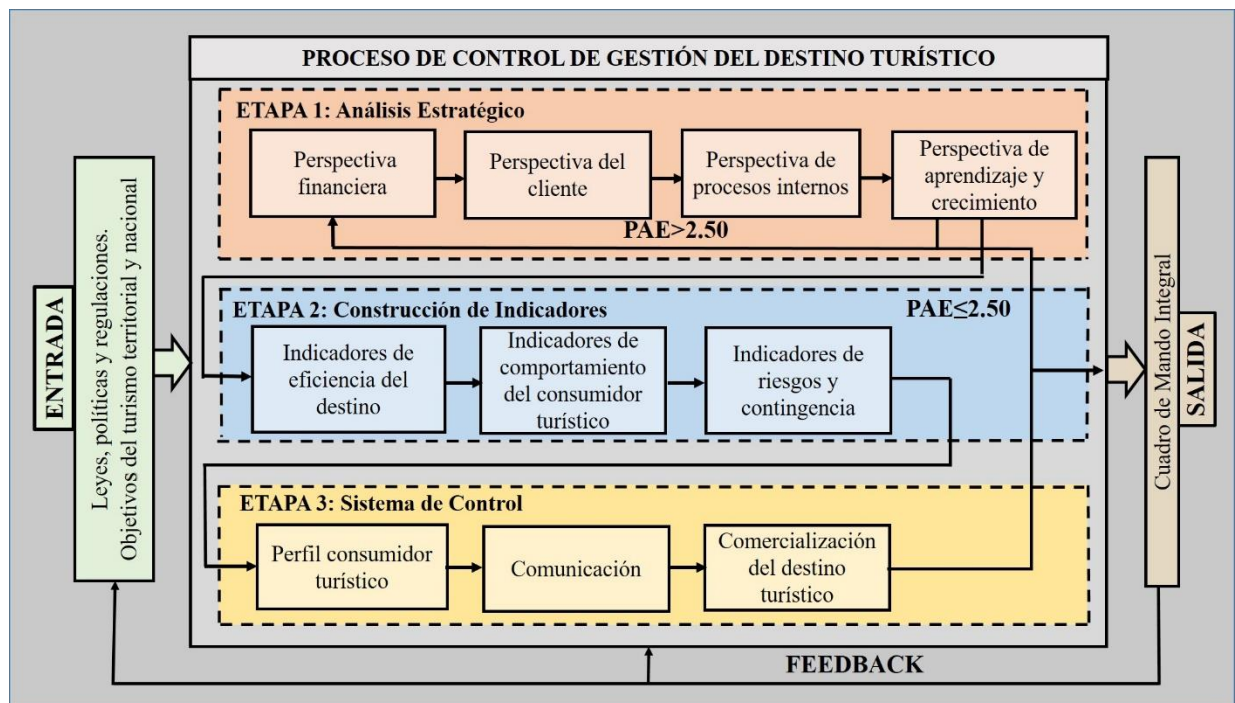 PROCESO DE CONTROL DE GESTIÓN DEL DESTINO TURÍSTICO
ENTRADA
Leyes, políticas y regulaciones.
Objetivos del turismo territorial y nacional
ETAPA 1: Análisis Estratégico
Perspectiva
financiera
Perspectiva del
cliente
Perspectiva de
procesos internos
Perspectiva de
aprendizaje y
crecimiento
PAE>2.50
ETAPA 2: Construcción de Indicadores
PAE≤2.50
Indicadores de
eficiencia del
destino
Indicadores de
comportamiento
del consumidor
turístico
Indicadores de
riesgos y
contingencia
ETAPA 3: Sistema de Control
Perfil consumidor
turístico
Comunicación
Comercialización
del destino
turístico
Cuadro de Mando Integral
SALIDA
FEEDBACK